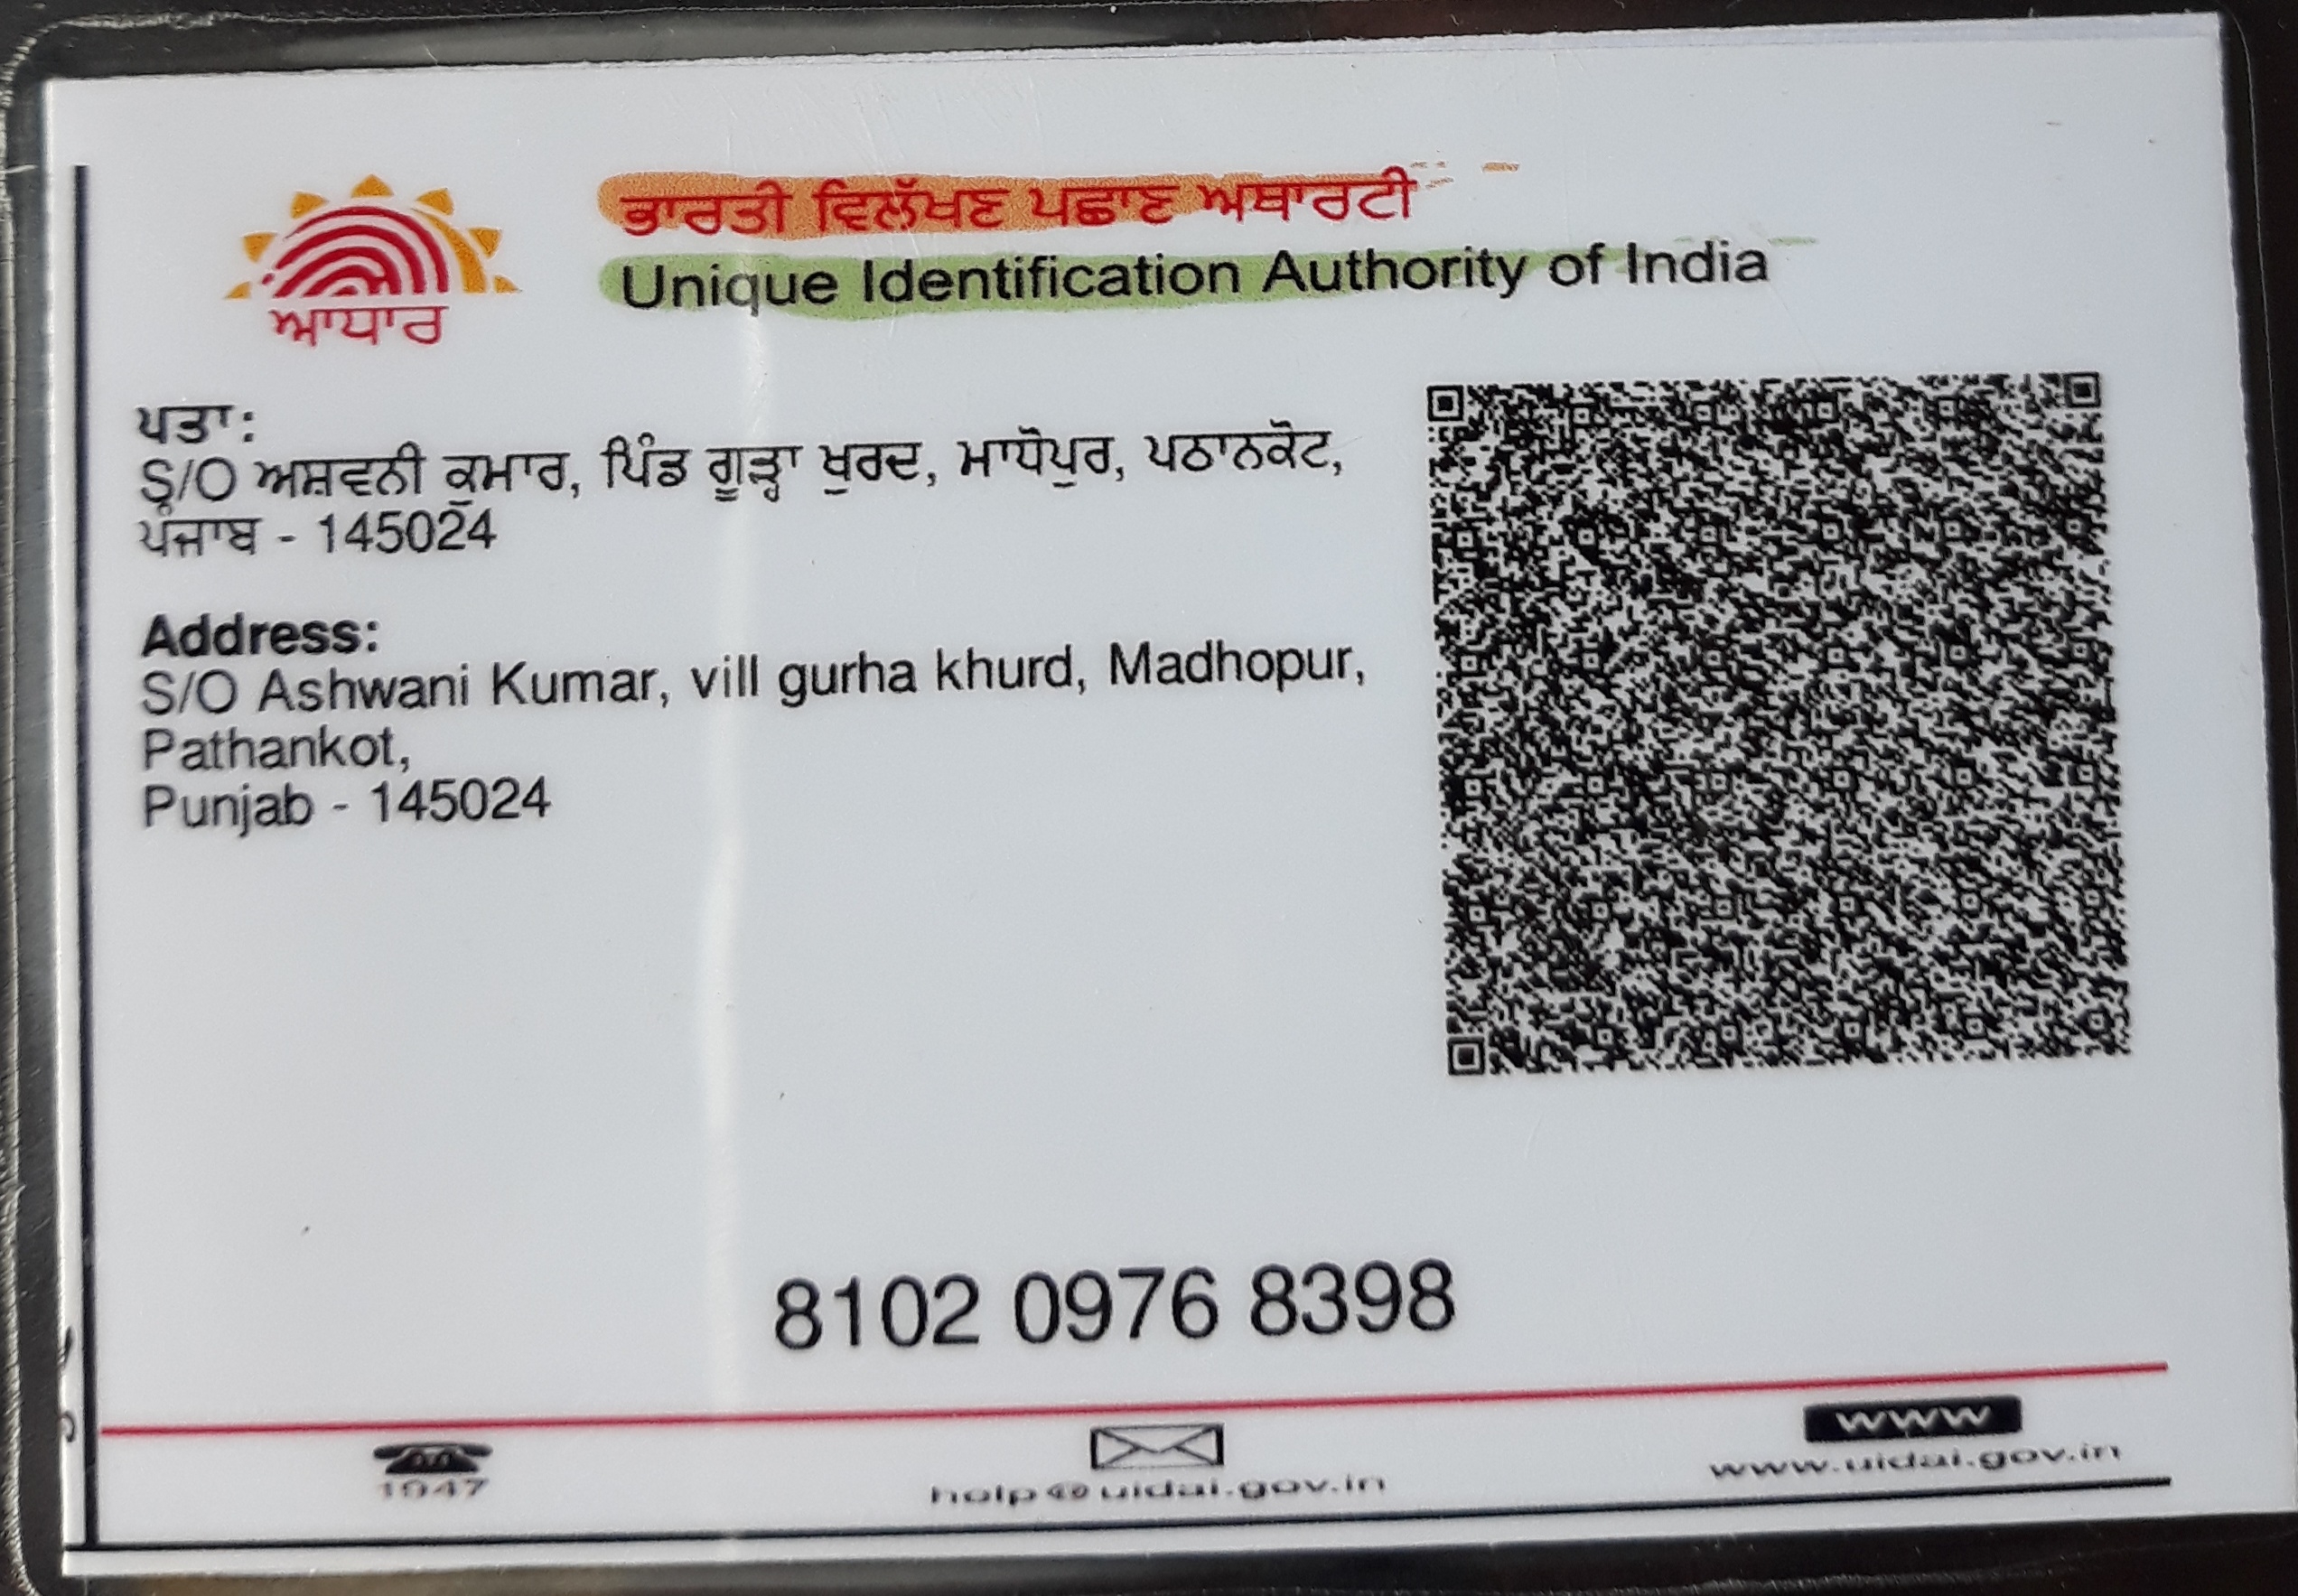 ਭਾਰਤੀ ਵਿਲੱਖਣ ਪਛਾਣ ਅਥਾਰਟੀ
Unique Identification Authority of India
ਆਧਾਰ
ਪਤਾ:
S/O ਅਸ਼ਵਨੀ ਕੁਮਾਰ, ਪਿੰਡ ਗੂੜ੍ਹਾ ਖੁਰਦ, ਮਾਧੋਪੁਰ, ਪਠਾਨਕੋਟ,
ਪੰਜਾਬ - 145024
Address:
S/O Ashwani Kumar, vill gurha khurd, Madhopur,
Pathankot,
Punjab - 145024
8102 0976 8398
1947
help@uidai.gov.in
www
www.uidai.gov.in